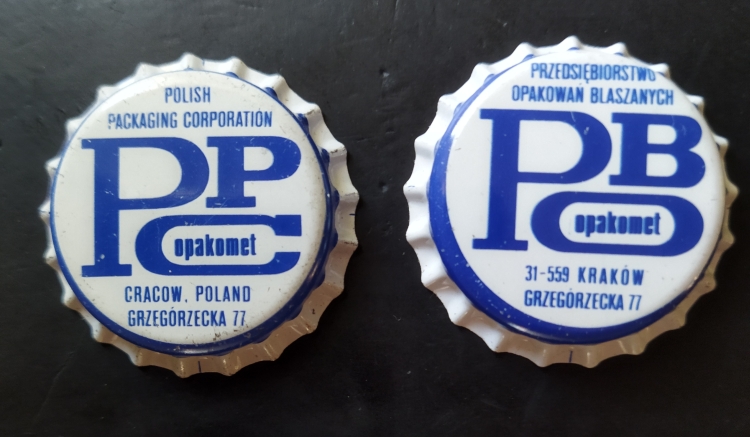 POLISH
PACKAGING CORPORATION
PPC
opakomet
CRACOW, POLAND
GRZEGÓRZECKA 77
PRZEDSIĘBIORSTWO
OPAKOWAŃ BLASZANYCH
PBO
opakomet
31-559 KRAKÓW
GRZEGÓRZECKA 77